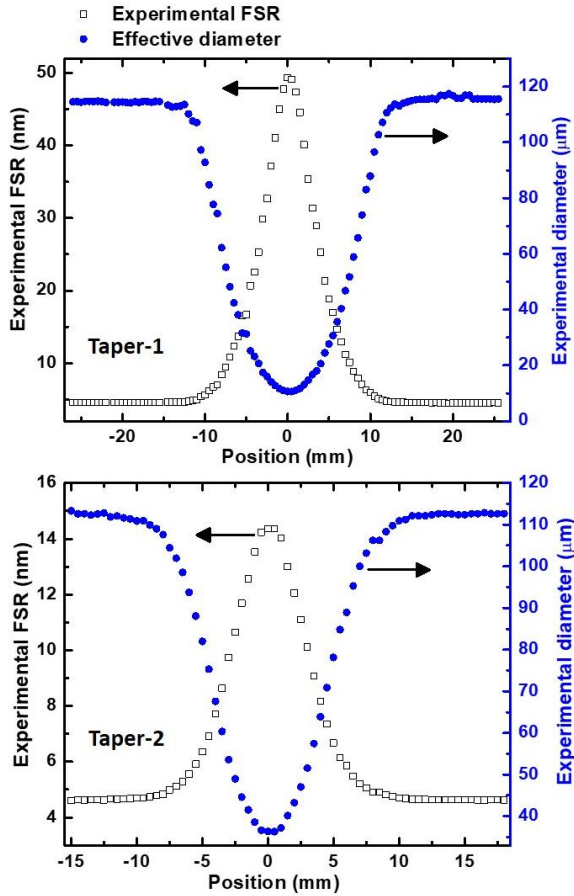 Experimental FSR
Effective diameter
Experimental FSR (nm)
50
40
30
20
10
Taper-1
120
100
80
60
40
20
0
Experimental diameter (μm)
-20 -10 0 10 20
Position (mm)
Experimental FSR (nm)
16
14
12
10
8
6
4
Taper-2
120
110
100
90
80
70
60
50
40
Experimental diameter (μm)
-15 -10 -5 0 5 10 15
Position (mm)